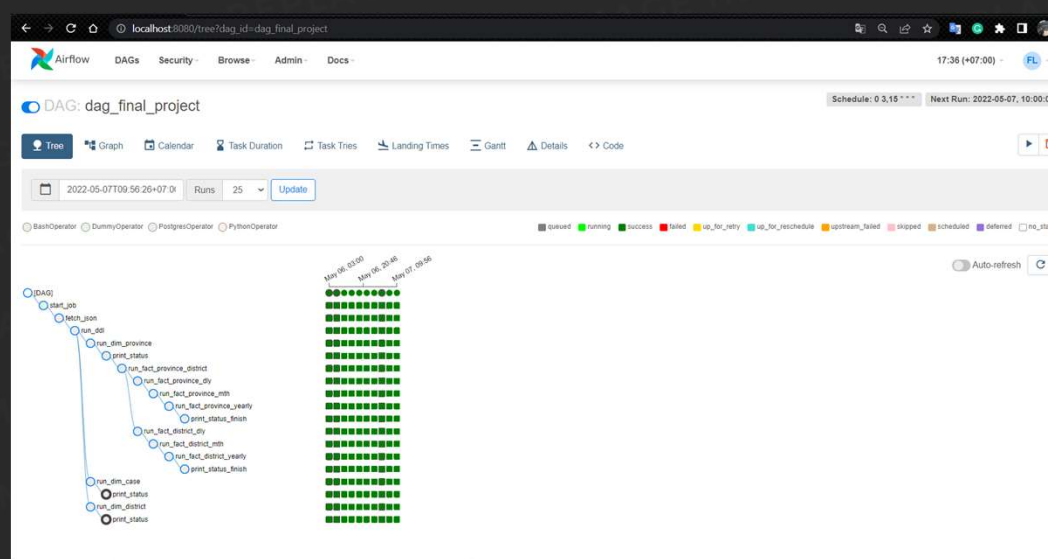 localhost:8080/tree?dag_id=dag_final_project
Airflow DAGs Security Browse Admin Docs 17:36 (+07:00) FL
DAG: dag_final_project Schedule: 0 3,15 * * * Next Run: 2022-05-07, 10:00:0
Tree Graph Calendar Task Duration Task Tries Landing Times Gantt Details Code
2022-05-07T09:56:26+07:0 Runs 25 Update
BashOperator DummyOperator PostgresOperator PythonOperator queued running success failed up_for_retry up_for_reschedule upstream_failed skipped scheduled deferred no_sta
Auto-refresh
May 06, 03:00 May 06, 20:46 May 07, 09:56
[DAG]
start_job
fetch_json
run_ddl
run_dim_province
print_status
run_fact_province_district
run_fact_province_dly
run_fact_province_mth
run_fact_province_yearly
print_status_finish
run_fact_district_dly
run_fact_district_mth
run_fact_district_yearly
print_status_finish
run_dim_case
print_status
run_dim_district
print_status